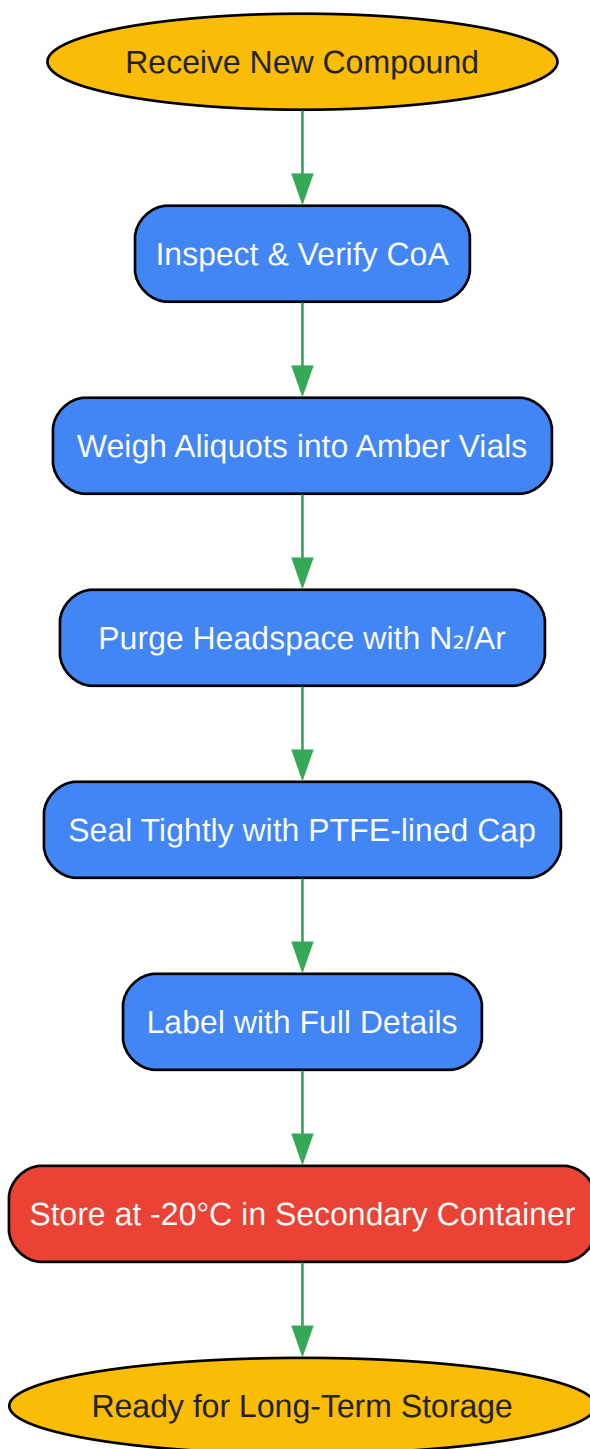 Receive New Compound
Inspect & Verify CoA
Weigh Aliquots into Amber Vials
Purge Headspace with N₂/Ar
Seal Tightly with PTFE-lined Cap
Label with Full Details
Store at -20°C in Secondary Container
Ready for Long-Term Storage